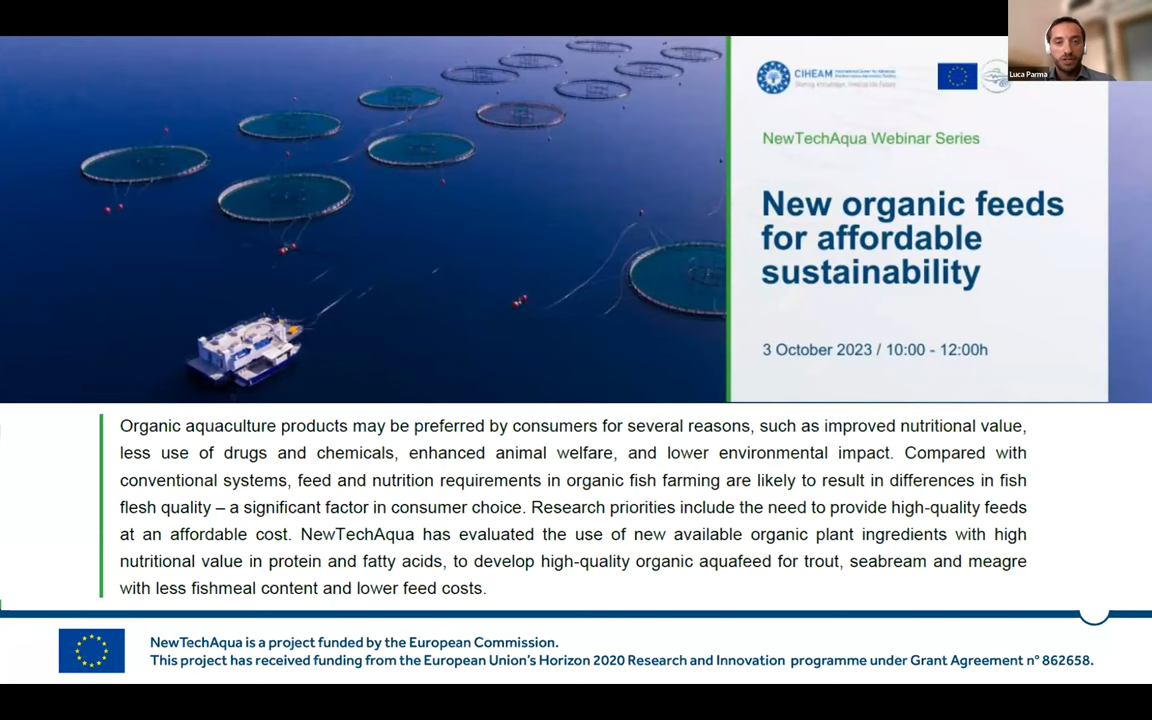 Luca Parma
CIHEAM
NewTechAqua Webinar Series
New organic feeds
for affordable
sustainability
3 October 2023 / 10:00 - 12:00h
Organic aquaculture products may be preferred by consumers for several reasons, such as improved nutritional value,
less use of drugs and chemicals, enhanced animal welfare, and lower environmental impact. Compared with
conventional systems, feed and nutrition requirements in organic fish farming are likely to result in differences in fish
flesh quality – a significant factor in consumer choice. Research priorities include the need to provide high-quality feeds
at an affordable cost. NewTechAqua has evaluated the use of new available organic plant ingredients with high
nutritional value in protein and fatty acids, to develop high-quality organic aquafeed for trout, seabream and meagre
with less fishmeal content and lower feed costs.
NewTechAqua is a project funded by the European Commission.
This project has received funding from the European Union's Horizon 2020 Research and Innovation programme under Grant Agreement n° 862658.